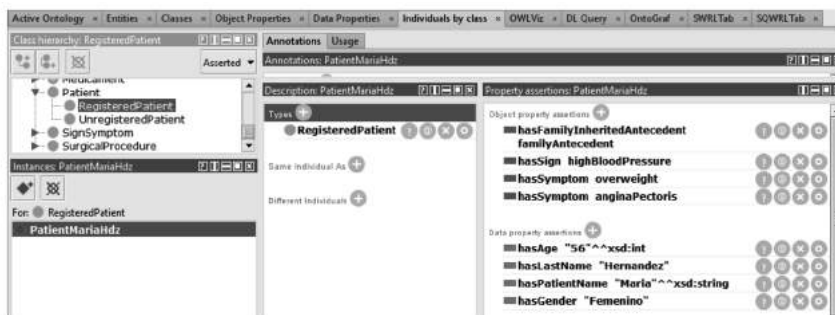 Active Ontology × Entities × Classes × Object Properties × Data Properties × Individuals by class × OWLViz × DL Query × OntoGraf × SWRLTab × SQWRLTab ×
Class hierarchy: RegisteredPatient
Asserted
Medicament
Patient
RegisteredPatient
UnregisteredPatient
SignSymptom
SurgicalProcedure
Instances: PatientMariaHdz
For: RegisteredPatient
PatientMariaHdz
Annotations Usage
Annotations: PatientMariaHdz
Description: PatientMariaHdz
Types
RegisteredPatient
Same Individual As
Different Individuals
Property assertions: PatientMariaHdz
Object property assertions
hasFamilyInheritedAntecedent
familyAntecedent
hasSign highBloodPressure
hasSymptom overweight
hasSymptom anginaPectoris
Data property assertions
hasAge "56"^^xsd:int
hasLastName "Hernandez"
hasPatientName "Maria"^^xsd:string
hasGender "Femenino"